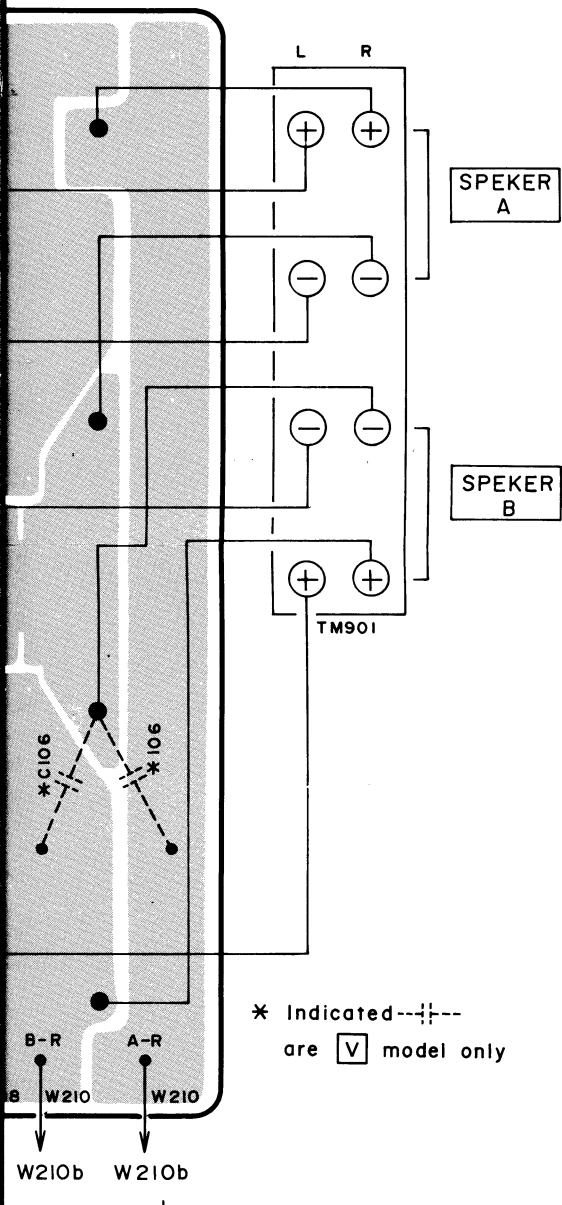 L R
+ +
SPEKER
A
− −
− −
SPEKER
B
+ +
TM901
*C106
* 106
* Indicated
are V model only
B-R A-R
W210 W210
W210b W210b